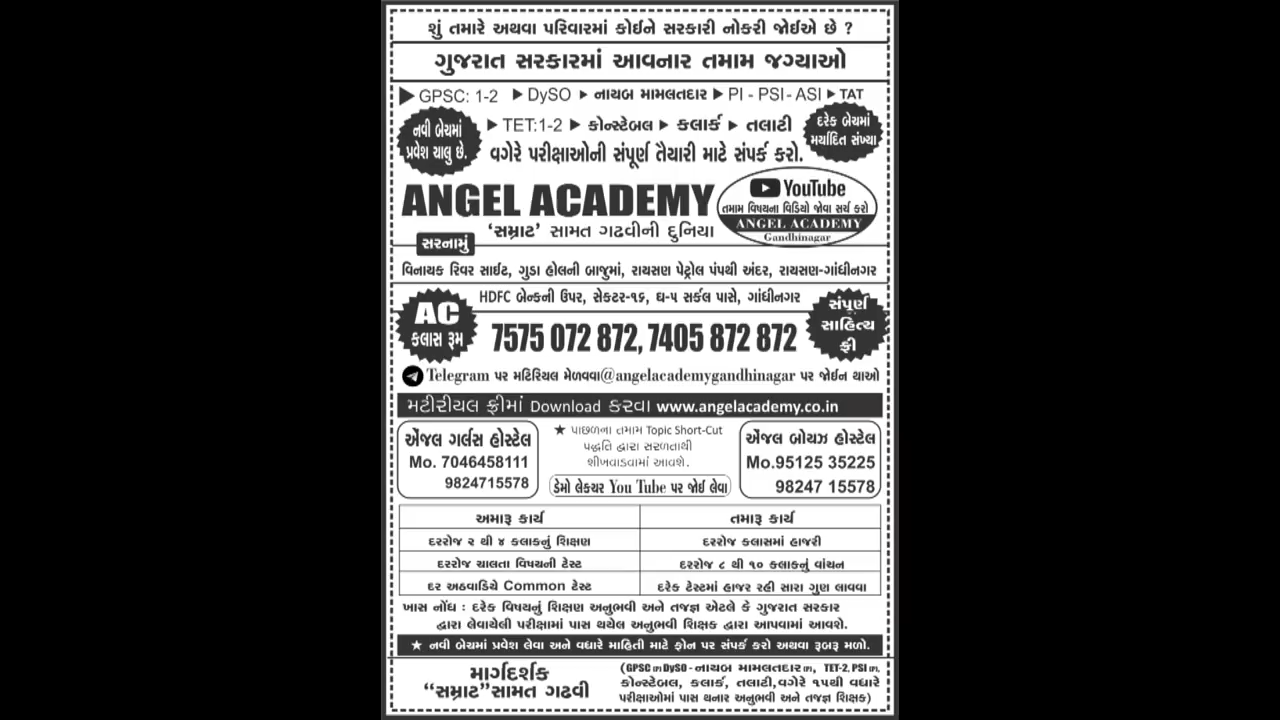 શું તમારે અથવા પરિવારમાં કોઈને સરકારી નોકરી જોઈએ છે ?
ગુજરાત સરકારમાં આવનાર તમામ જગ્યાઓ
▶ GPSC: 1-2 ▶ DySO ▶ નાયબ મામલતદાર ▶ PI - PSI - ASI ▶ TAT
નવી બેચમાં
પ્રવેશ ચાલુ છે.
▶ TET:1-2 ▶ કોન્સ્ટેબલ ▶ કલાર્ક ▶ તલાટી
દરેક બેચમાં
મર્યાદિત સંખ્યા
વગેરે પરીક્ષાઓની સંપૂર્ણ તૈયારી માટે સંપર્ક કરો.
ANGEL ACADEMY
‘સમ્રાટ’ સામત ગઢવીની દુનિયા
YouTube
તમામ વિષયના વિડિયો જોવા સર્ચ કરો
ANGEL ACADEMY
Gandhinagar
સરનામું
વિનાયક રિવર સાઈટ, ગુડા હોલની બાજુમાં, રાયસણ પેટ્રોલ પંપથી અંદર, રાયસણ-ગાંધીનગર
HDFC બેન્કની ઉપર, સેકટર-૧૬, ઘ-૫ સર્કલ પાસે, ગાંધીનગર
AC
કલાસ રૂમ
7575 072 872, 7405 872 872
સંપૂર્ણ
સાહિત્ય
ફ્રી
Telegram પર મટિરિયલ મેળવવા@angelacademygandhinagar પર જોઈન થાઓ
મટીરીયલ ફ્રીમાં Download કરવા www.angelacademy.co.in
એંજલ ગર્લસ હોસ્ટેલ
Mo. 7046458111
9824715578
★ પાછળના તમામ Topic Short-Cut
પદ્ધતિ દ્વારા સરળતાથી
શીખવાડવામાં આવશે.
ડેમો લેકચર You Tube પર જોઈ લેવા
એંજલ બોયઝ હોસ્ટેલ
Mo.95125 35225
98247 15578
અમારૂ કાર્ય તમારૂ કાર્ય
દરરોજ ૨ થી ૪ કલાકનું શિક્ષણ દરરોજ કલાસમાં હાજરી
દરરોજ ચાલતા વિષયની ટેસ્ટ દરરોજ ૮ થી ૧૦ કલાકનું વાંચન
દર અઠવાડિયે Common ટેસ્ટ દરેક ટેસ્ટમાં હાજર રહી સારા ગુણ લાવવા
ખાસ નોંધ : દરેક વિષયનું શિક્ષણ અનુભવી અને તજજ્ઞ એટલે કે ગુજરાત સરકાર
દ્વારા લેવાયેલી પરીક્ષામાં પાસ થયેલ અનુભવી શિક્ષક દ્વારા આપવામાં આવશે.
★ નવી બેચમાં પ્રવેશ લેવા અને વધારે માહિતી માટે ફોન પર સંપર્ક કરો અથવા રૂબરૂ મળો.
માર્ગદર્શક
“સમ્રાટ”સામત ગઢવી
(GPSC (P) DySO - નાયબ મામલતદાર (P), TET-2, PSI (P),
કોન્સ્ટેબલ, કલાર્ક, તલાટી,વગેરે ૧૫થી વધારે
પરીક્ષાઓમાં પાસ થનાર અનુભવી અને તજજ્ઞ શિક્ષક)